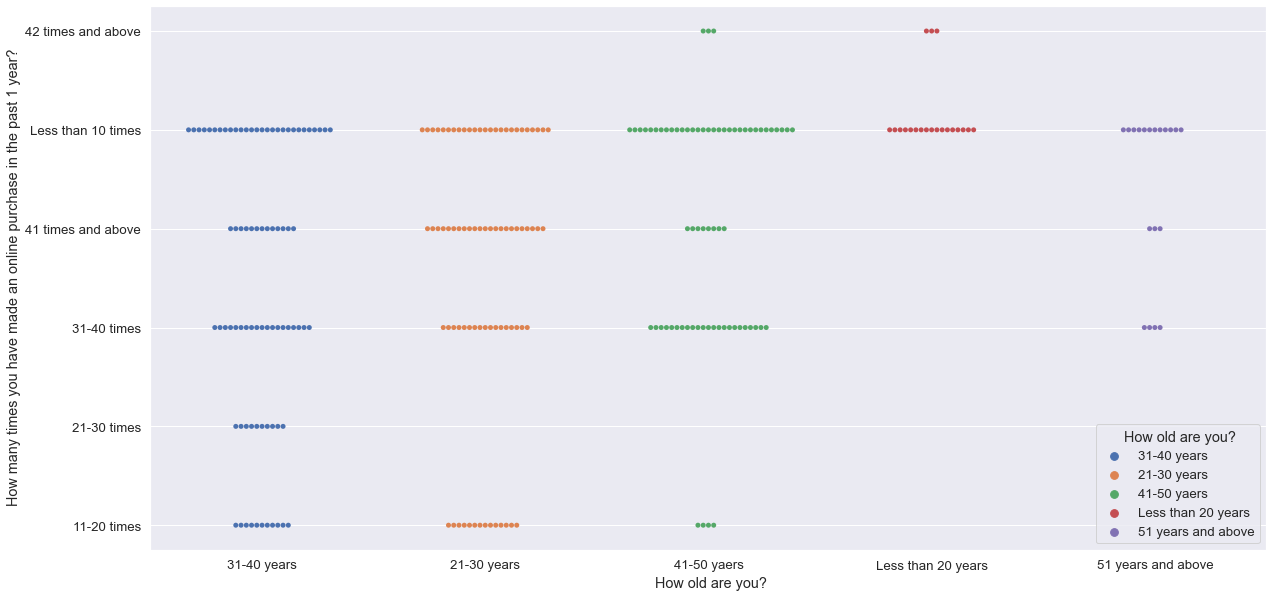 How many times you have made an online purchase in the past 1 year?
42 times and above
Less than 10 times
41 times and above
31-40 times
21-30 times
11-20 times
31-40 years
21-30 years
41-50 yaers
Less than 20 years
51 years and above
How old are you?
How old are you?
31-40 years
21-30 years
41-50 yaers
Less than 20 years
51 years and above